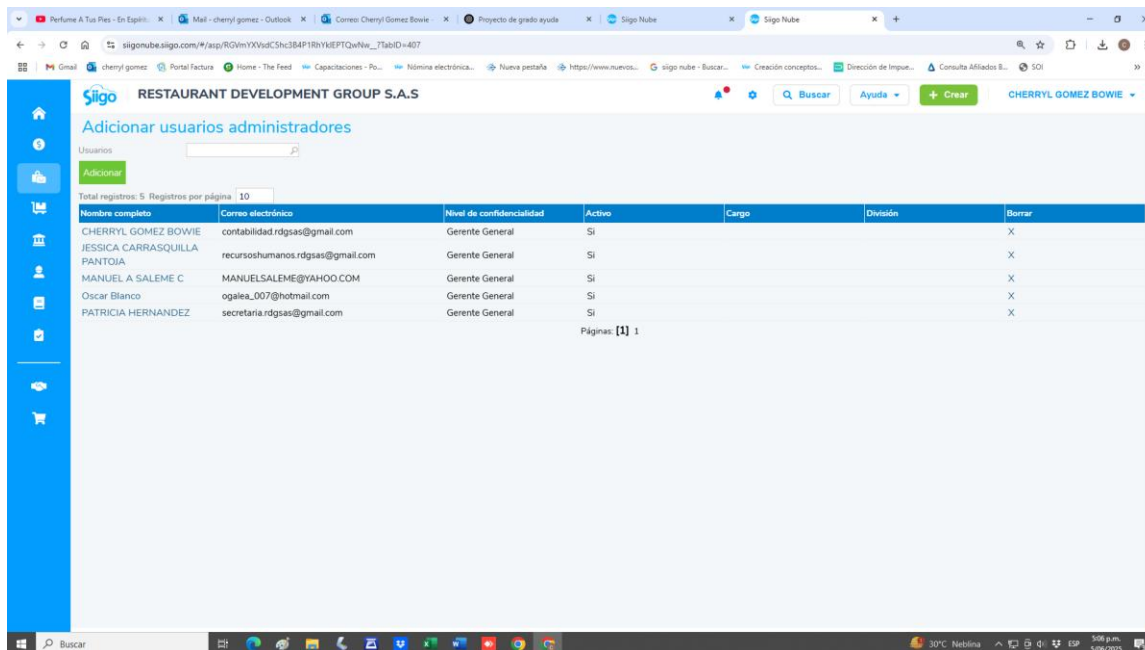 Perfume A Tus Pies - En Espíritu
Mail - cherryl gomez - Outlook
Correo: Cherryl Gomez Bowie -
Proyecto de grado ayuda
Siigo Nube
Siigo Nube
siigonube.siigo.com/#/asp/
TabID=407
Gmail
cherryl gomez
Portal Factura
Home - The Feed
Capacitaciones - Po...
Nómina electrónica...
Nueva pestaña
https://www.nuevos...
siigo nube - Buscar...
Creación conceptos...
Dirección de Impue...
Consulta Afiliados B...
SOI
Siigo
RESTAURANT DEVELOPMENT GROUP S.A.S
Buscar
Ayuda
+ Crear
CHERRYL GOMEZ BOWIE
Adicionar usuarios administradores
Usuarios
Adicionar
Total registros: 5 Registros por página 10
Nombre completo Correo electrónico Nivel de confidencialidad Activo Cargo División Borrar
CHERRYL GOMEZ BOWIE contabilidad.rdgsas@gmail.com Gerente General Si X
JESSICA CARRASQUILLA
PANTOJA recursoshumanos.rdgsas@gmail.com Gerente General Si X
MANUEL A SALEME C MANUELSALEME@YAHOO.COM Gerente General Si X
Oscar Blanco ogalea_007@hotmail.com Gerente General Si X
PATRICIA HERNANDEZ secretaria.rdgsas@gmail.com Gerente General Si X
Páginas: [1] 1
Buscar
30°C Neblina
ESP
5:08 p.m.
5/06/2025